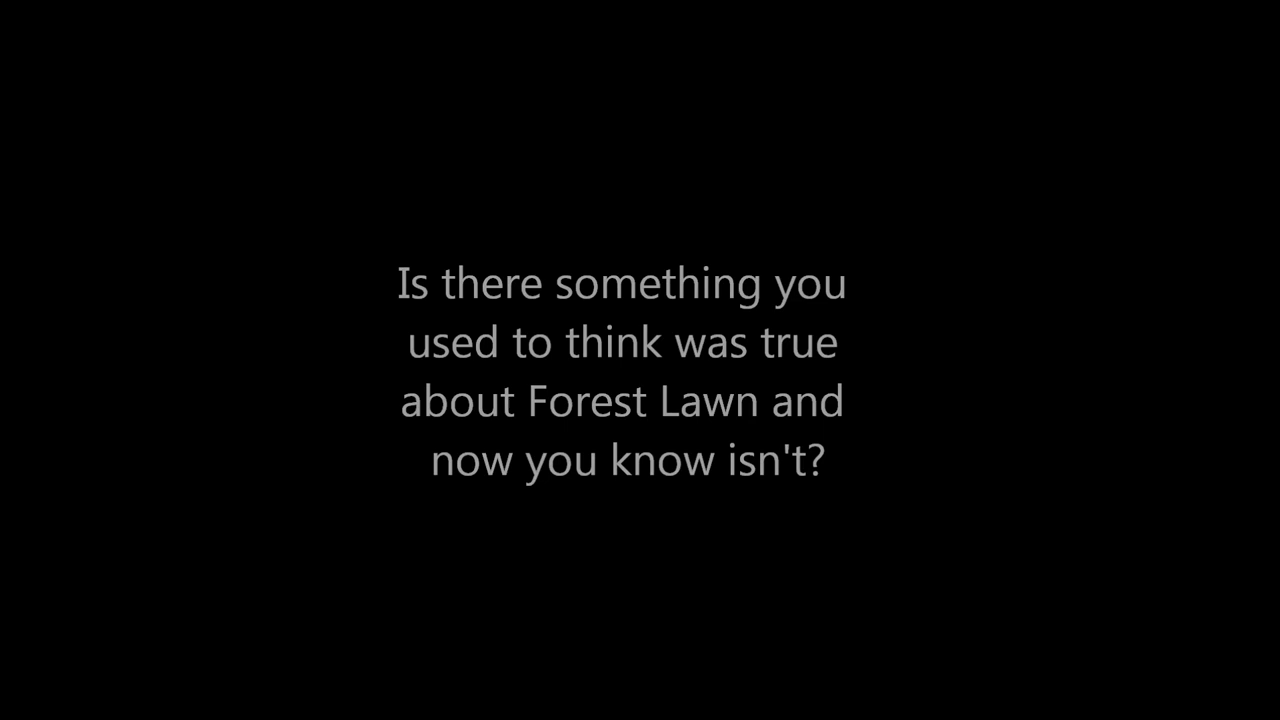 Is there something you
used to think was true
about Forest Lawn and
now you know isn't?